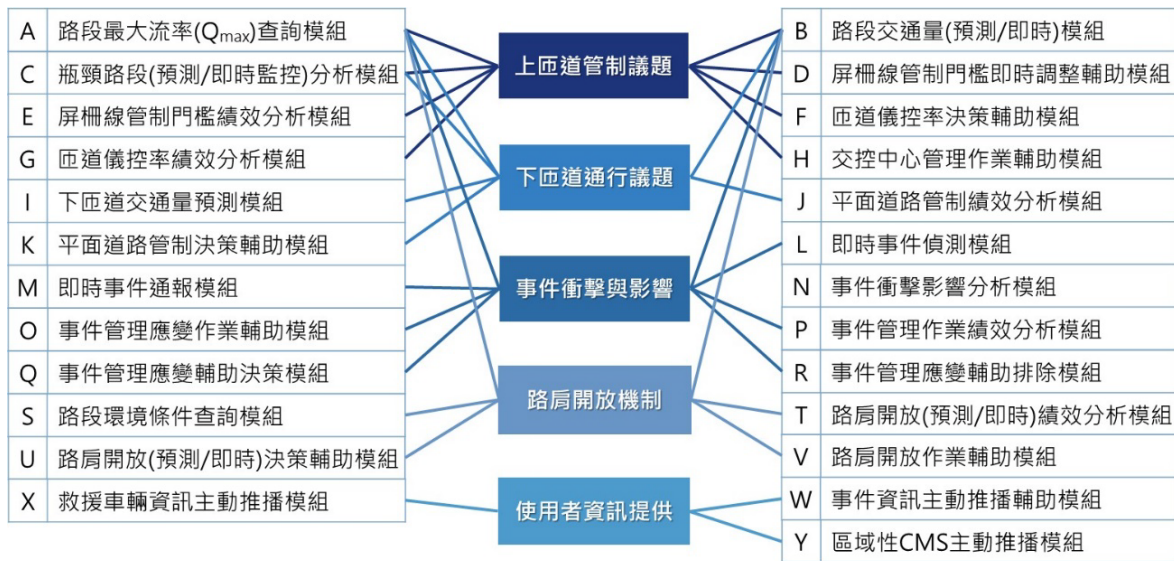 A 路段最大流率(Qmax)查詢模組
C 瓶頸路段(預測/即時監控)分析模組
E 屏柵線管制門檻績效分析模組
G 匝道儀控率績效分析模組
I 下匝道交通量預測模組
K 平面道路管制決策輔助模組
M 即時事件通報模組
O 事件管理應變作業輔助模組
Q 事件管理應變輔助決策模組
S 路段環境條件查詢模組
U 路肩開放(預測/即時)決策輔助模組
X 救援車輛資訊主動推播模組
上匝道管制議題
下匝道通行議題
事件衝擊與影響
路肩開放機制
使用者資訊提供
B 路段交通量(預測/即時)模組
D 屏柵線管制門檻即時調整輔助模組
F 匝道儀控率決策輔助模組
H 交控中心管理作業輔助模組
J 平面道路管制績效分析模組
L 即時事件偵測模組
N 事件衝擊影響分析模組
P 事件管理作業績效分析模組
R 事件管理應變輔助排除模組
T 路肩開放(預測/即時)績效分析模組
V 路肩開放作業輔助模組
W 事件資訊主動推播輔助模組
Y 區域性CMS主動推播模組